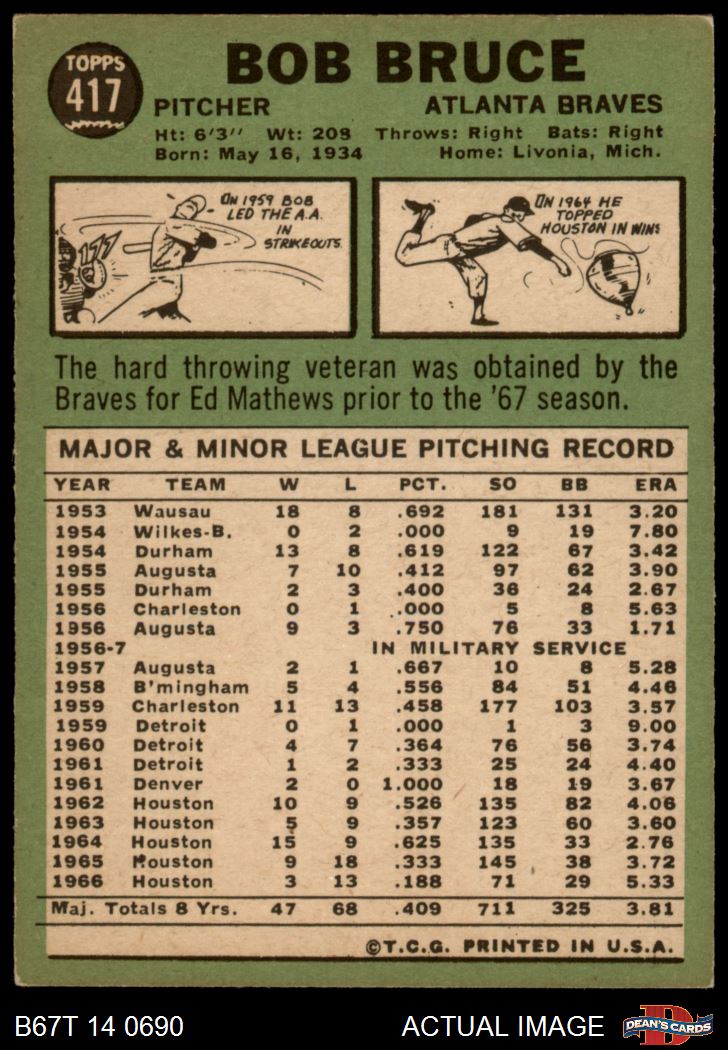 TOPPS
417
BOB BRUCE
PITCHER ATLANTA BRAVES
Ht: 6'3" Wt: 209 Throws: Right Bats: Right
Born: May 16, 1934 Home: Livonia, Mich.
ON 1959 BOB
LED THE A.A.
IN
STRIKEOUTS.
177
ON 1964 HE
TOPPED
HOUSTON IN WINS
The hard throwing veteran was obtained by the
Braves for Ed Mathews prior to the '67 season.
MAJOR & MINOR LEAGUE PITCHING RECORD
YEAR TEAM W L PCT. SO BB ERA
1953 Wausau 18 8 .692 181 131 3.20
1954 Wilkes-B. 0 2 .000 9 19 7.80
1954 Durham 13 8 .619 122 67 3.42
1955 Augusta 7 10 .412 97 62 3.90
1955 Durham 2 3 .400 36 24 2.67
1956 Charleston 0 1 .000 5 8 5.63
1956 Augusta 9 3 .750 76 33 1.71
1956-7 IN MILITARY SERVICE
1957 Augusta 2 1 .667 10 8 5.28
1958 B'mingham 5 4 .556 84 51 4.46
1959 Charleston 11 13 .458 177 103 3.57
1959 Detroit 0 1 .000 1 3 9.00
1960 Detroit 4 7 .364 76 56 3.74
1961 Detroit 1 2 .333 25 24 4.40
1961 Denver 2 0 1.000 18 19 3.67
1962 Houston 10 9 .526 135 82 4.06
1963 Houston 5 9 .357 123 60 3.60
1964 Houston 15 9 .625 135 33 2.76
1965 Houston 9 18 .333 145 38 3.72
1966 Houston 3 13 .188 71 29 5.33
Maj. Totals 8 Yrs. 47 68 .409 711 325 3.81
©T.C.G. PRINTED IN U.S.A.
B67T 14 0690 ACTUAL IMAGE
D
DEAN'S CARDS